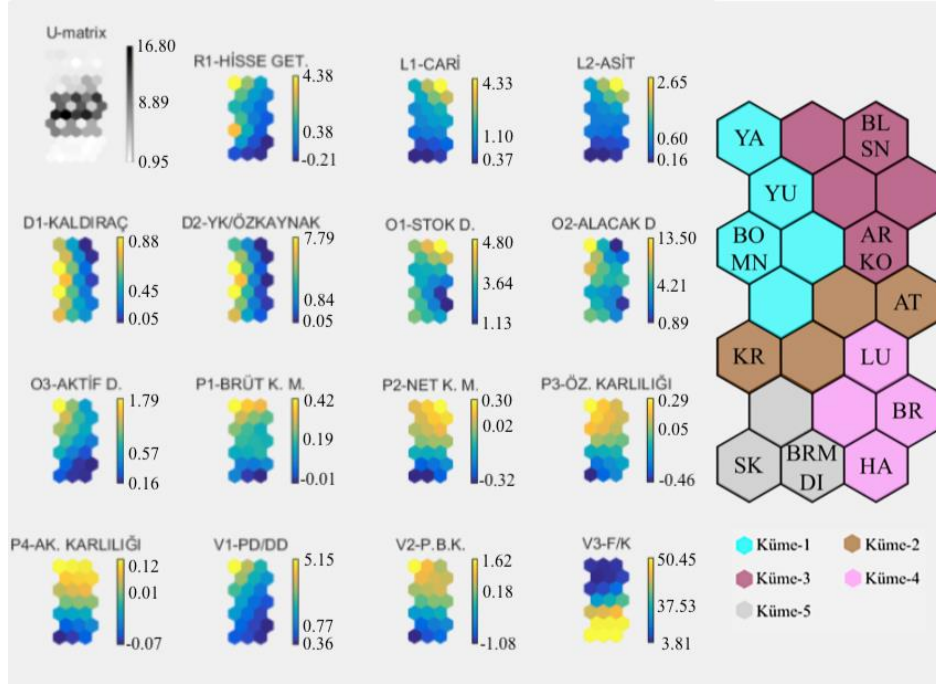 U-matrix
16.80
8.89
0.95
R1-HİSSE GET.
4.38
0.38
-0.21
L1-CARİ
4.33
1.10
0.37
L2-ASİT
2.65
0.60
0.16
D1-KALDIRAÇ
0.88
0.45
0.05
D2-YK/ÖZKAYNAK
7.79
0.84
0.05
O1-STOK D.
4.80
3.64
1.13
O2-ALACAK D
13.50
4.21
0.89
O3-AKTİF D.
1.79
0.57
0.16
P1-BRÜT K. M.
0.42
0.19
-0.01
P2-NET K. M.
0.30
0.02
-0.32
P3-ÖZ. KARLILIĞI
0.29
0.05
-0.46
P4-AK. KARLILIĞI
0.12
0.01
-0.07
V1-PD/DD
5.15
0.77
0.36
V2-P.B.K.
1.62
0.18
-1.08
V3-F/K
50.45
37.53
3.81
YA
BL
SN
YU
BO
MN
AR
KO
AT
KR
LU
BR
SK
BRM
DI
HA
Küme-1
Küme-2
Küme-3
Küme-4
Küme-5